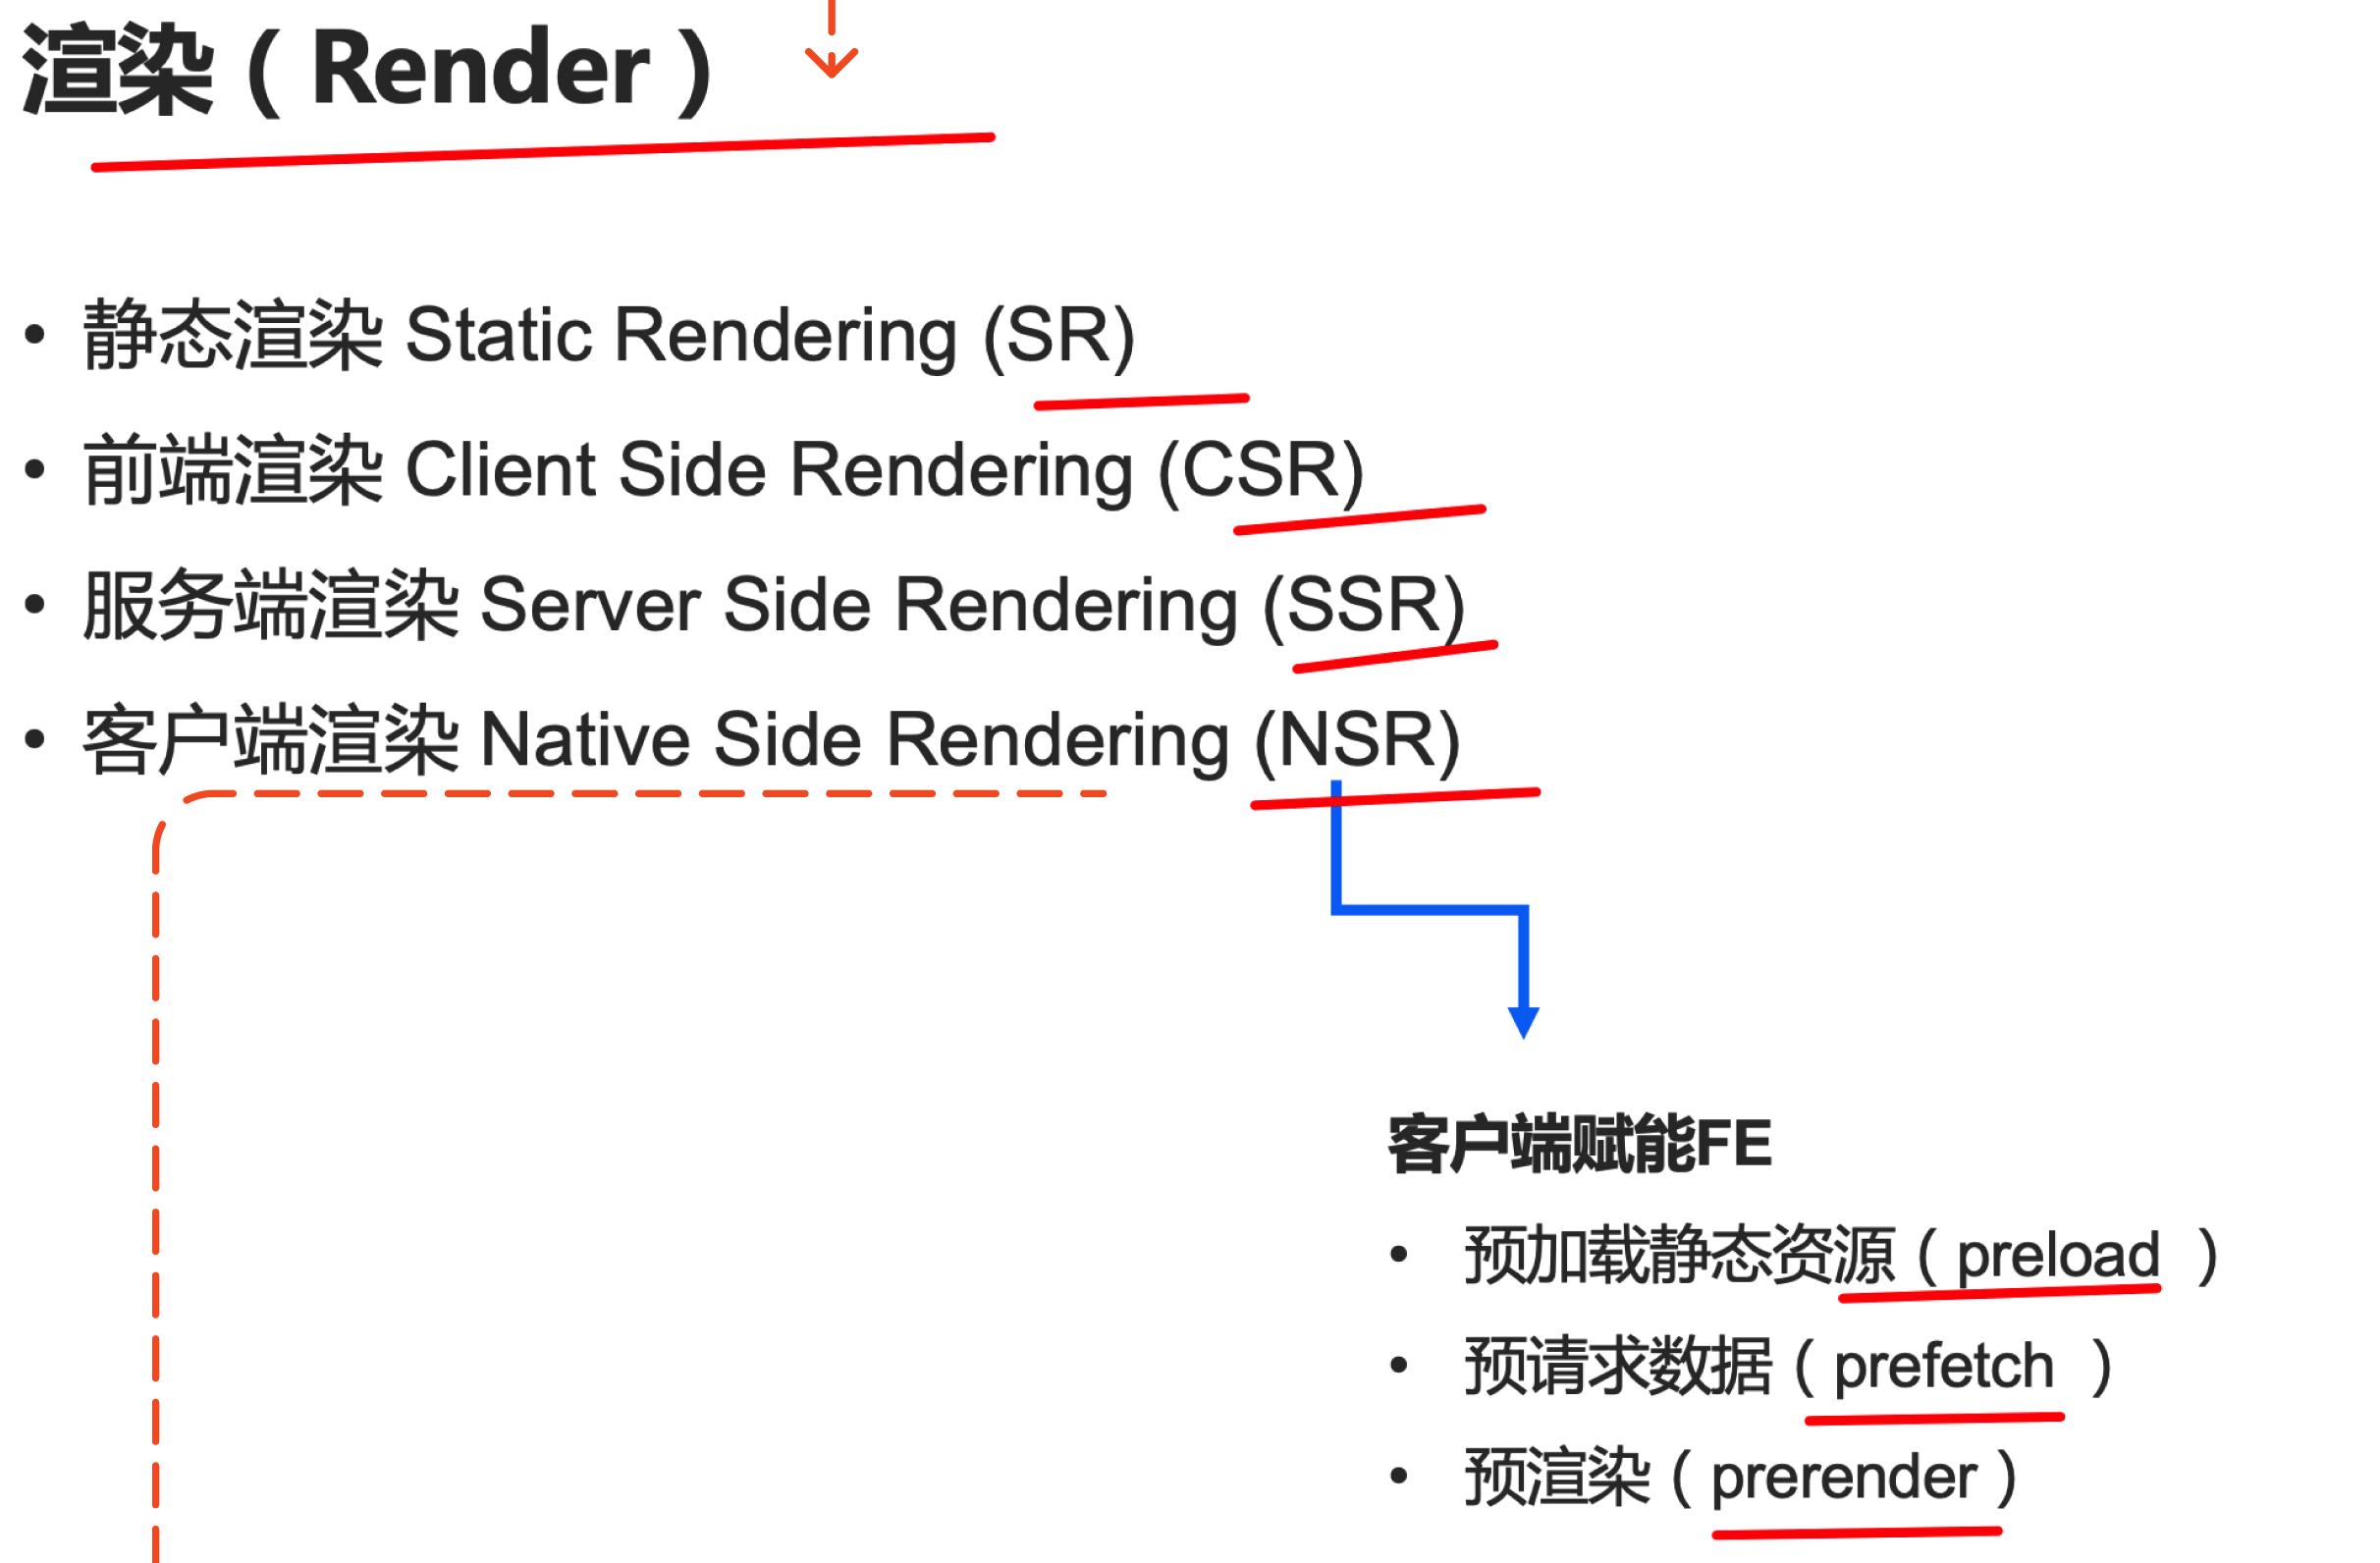 渲染（Render）
• 静态渲染 Static Rendering (SR)
• 前端渲染 Client Side Rendering (CSR)
• 服务端渲染 Server Side Rendering (SSR)
• 客户端渲染 Native Side Rendering (NSR)
客户端赋能FE
• 预加载静态资源（preload ）
• 预请求数据（prefetch ）
• 预渲染（prerender）